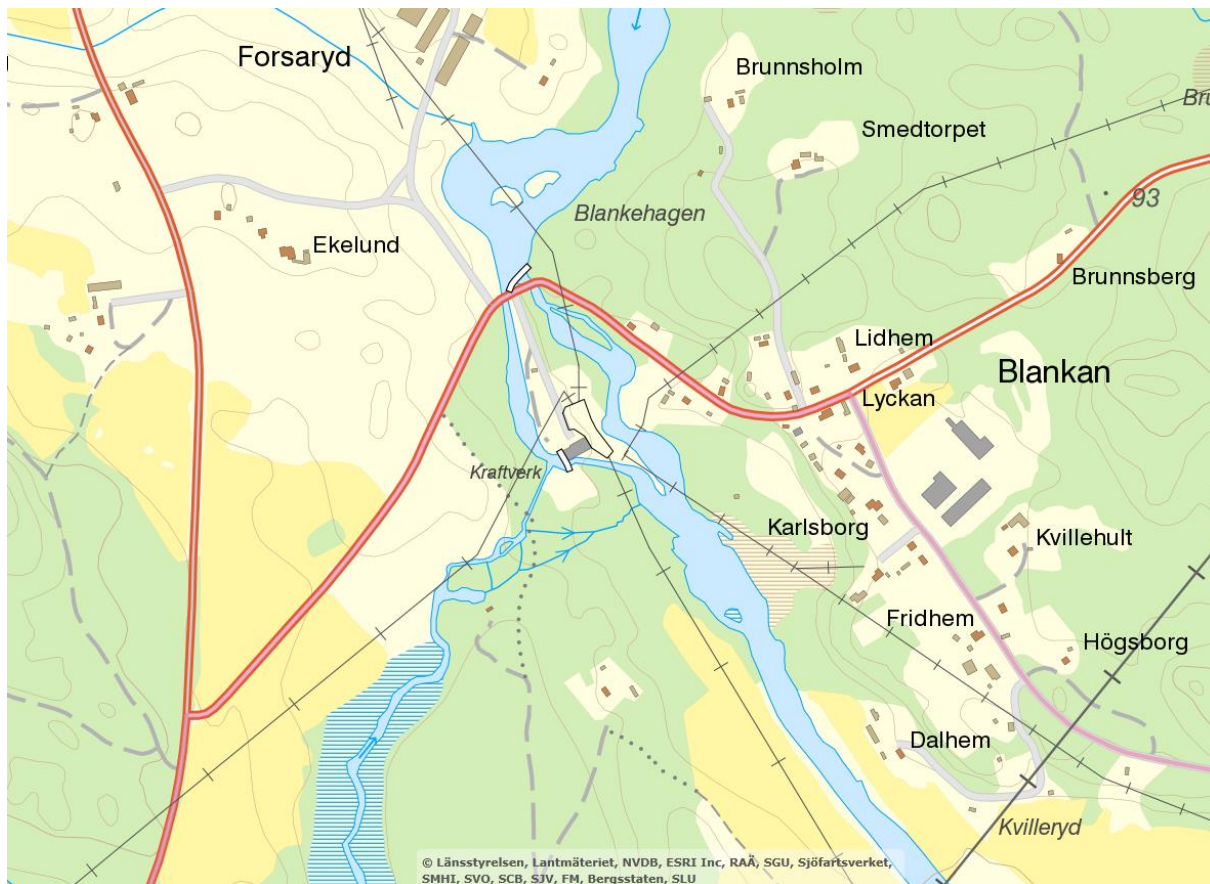 Forsaryd
Brunnsholm
Smedtorpet
Blankehagen
93
Ekelund
Brunnsberg
Lidhem
Blankan
Lyckan
Kraftverk
Karlsborg
Kvillehult
Fridhem
Högsborg
Dalhem
Kvilleryd
© Länsstyrelsen, Lantmäteriet, NVDB, ESRI Inc, RAÄ, SGU, Sjöfartsverket,
SMHI, SVO, SCB, SJV, FM, Bergsstaten, SLU